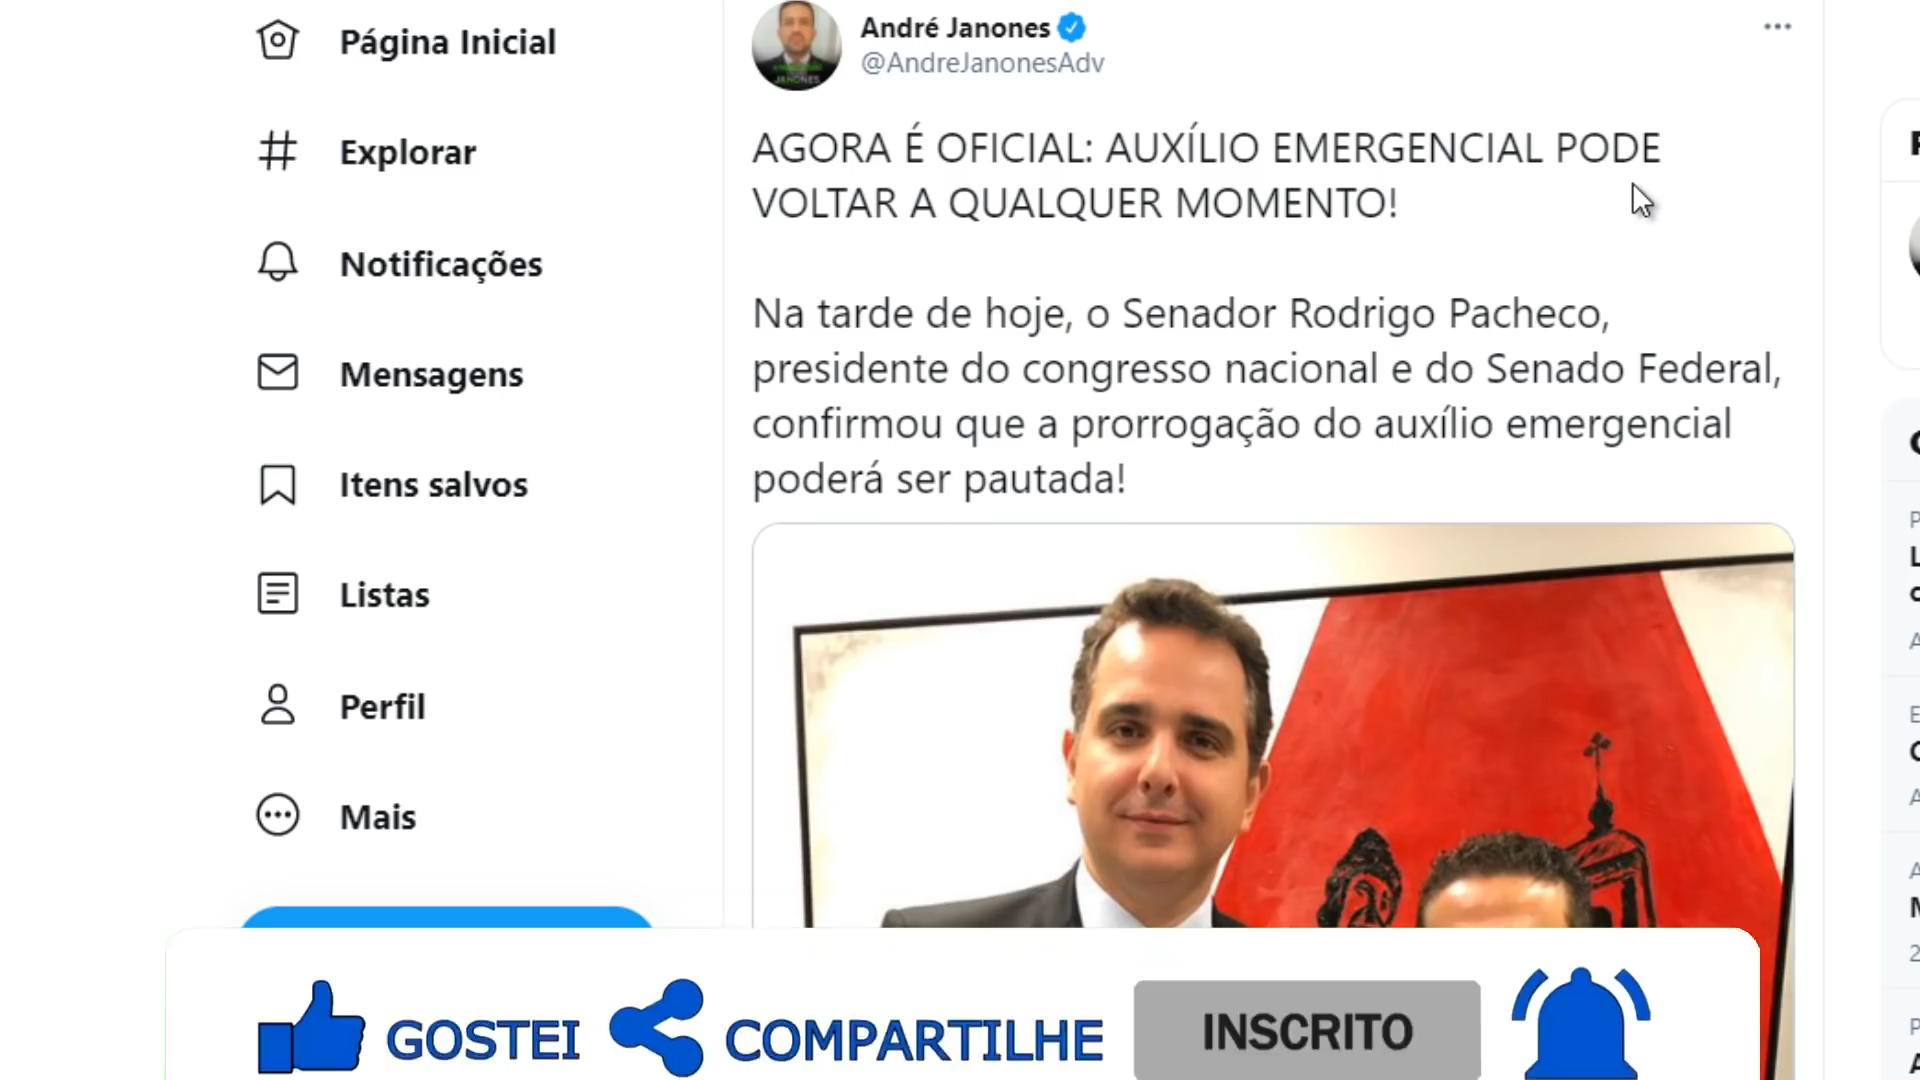 Página Inicial
Explorar
Notificações
Mensagens
Itens salvos
Listas
Perfil
Mais
André Janones
@AndreJanonesAdv
JANONES
AGORA É OFICIAL: AUXÍLIO EMERGENCIAL PODE
VOLTAR A QUALQUER MOMENTO!
Na tarde de hoje, o Senador Rodrigo Pacheco,
presidente do congresso nacional e do Senado Federal,
confirmou que a prorrogação do auxílio emergencial
poderá ser pautada!
GOSTEI
COMPARTILHE
INSCRITO